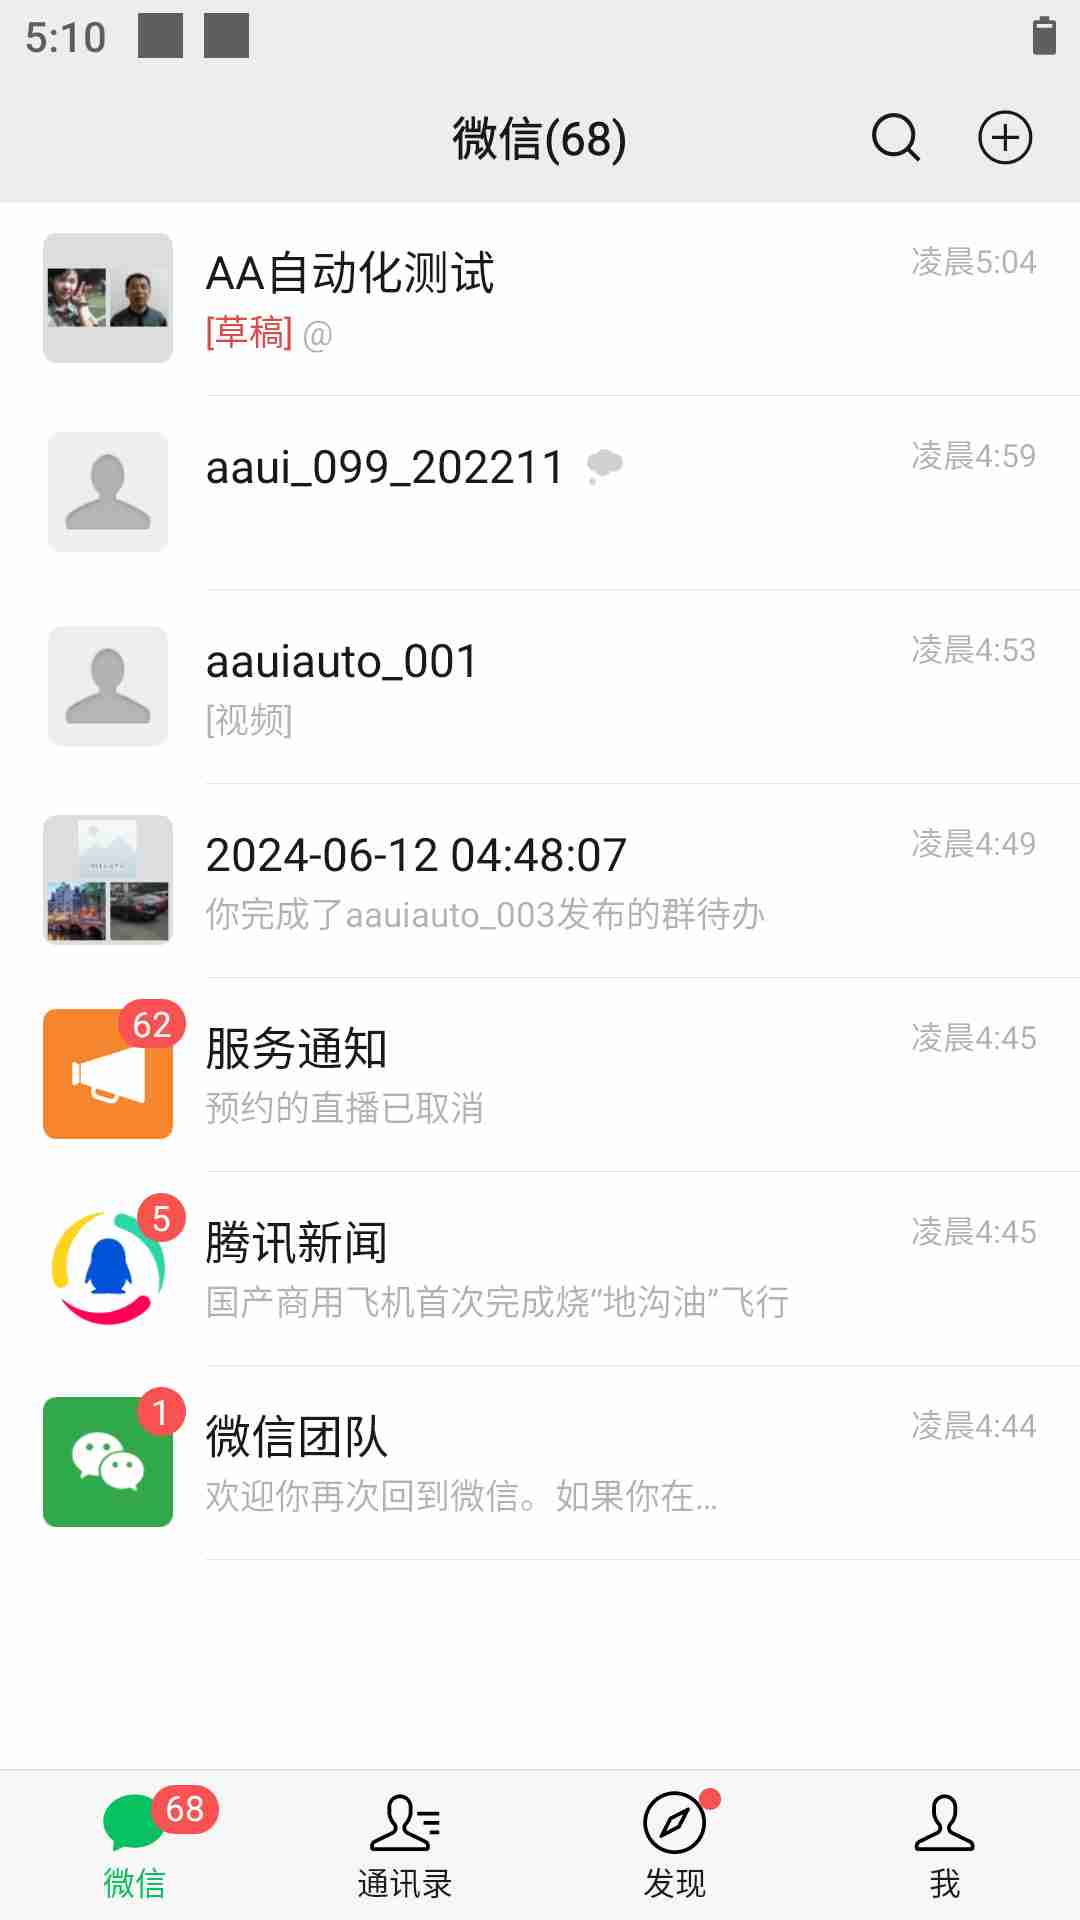 5:10
微信(68)
AA自动化测试
凌晨5:04
[草稿] @
aaui_099_202211
凌晨4:59
aauiauto_001
凌晨4:53
[视频]
2024-06-12 04:48:07
凌晨4:49
你完成了aauiauto_003发布的群待办
62
服务通知
凌晨4:45
预约的直播已取消
5
腾讯新闻
凌晨4:45
国产商用飞机首次完成烧“地沟油”飞行
1
微信团队
凌晨4:44
欢迎你再次回到微信。如果你在...
68
微信
通讯录
发现
我